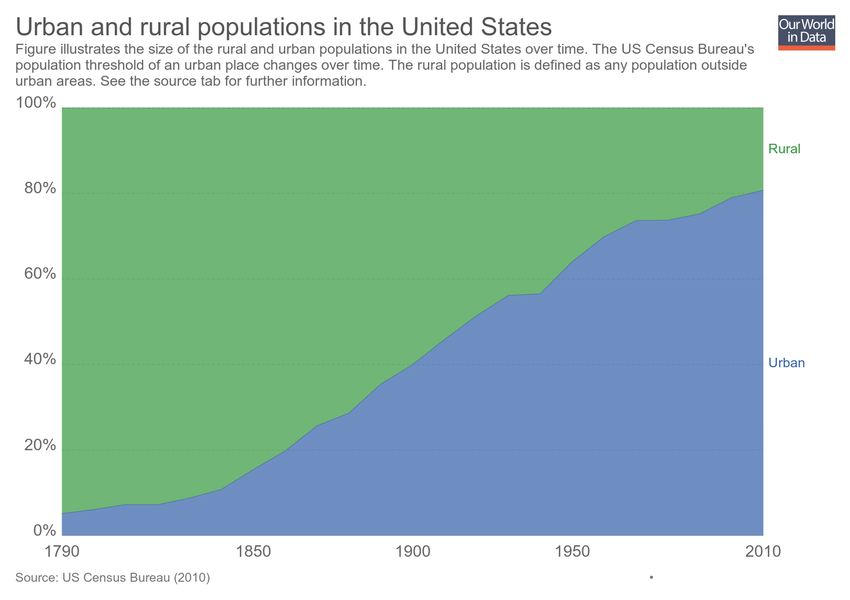 Urban and rural populations in the United States
Our World
in Data
Figure illustrates the size of the rural and urban populations in the United States over time. The US Census Bureau's
population threshold of an urban place changes over time. The rural population is defined as any population outside
urban areas. See the source tab for further information.
100%
Rural
80%
60%
40%
Urban
20%
0%
1790 1850 1900 1950 2010
Source: US Census Bureau (2010)